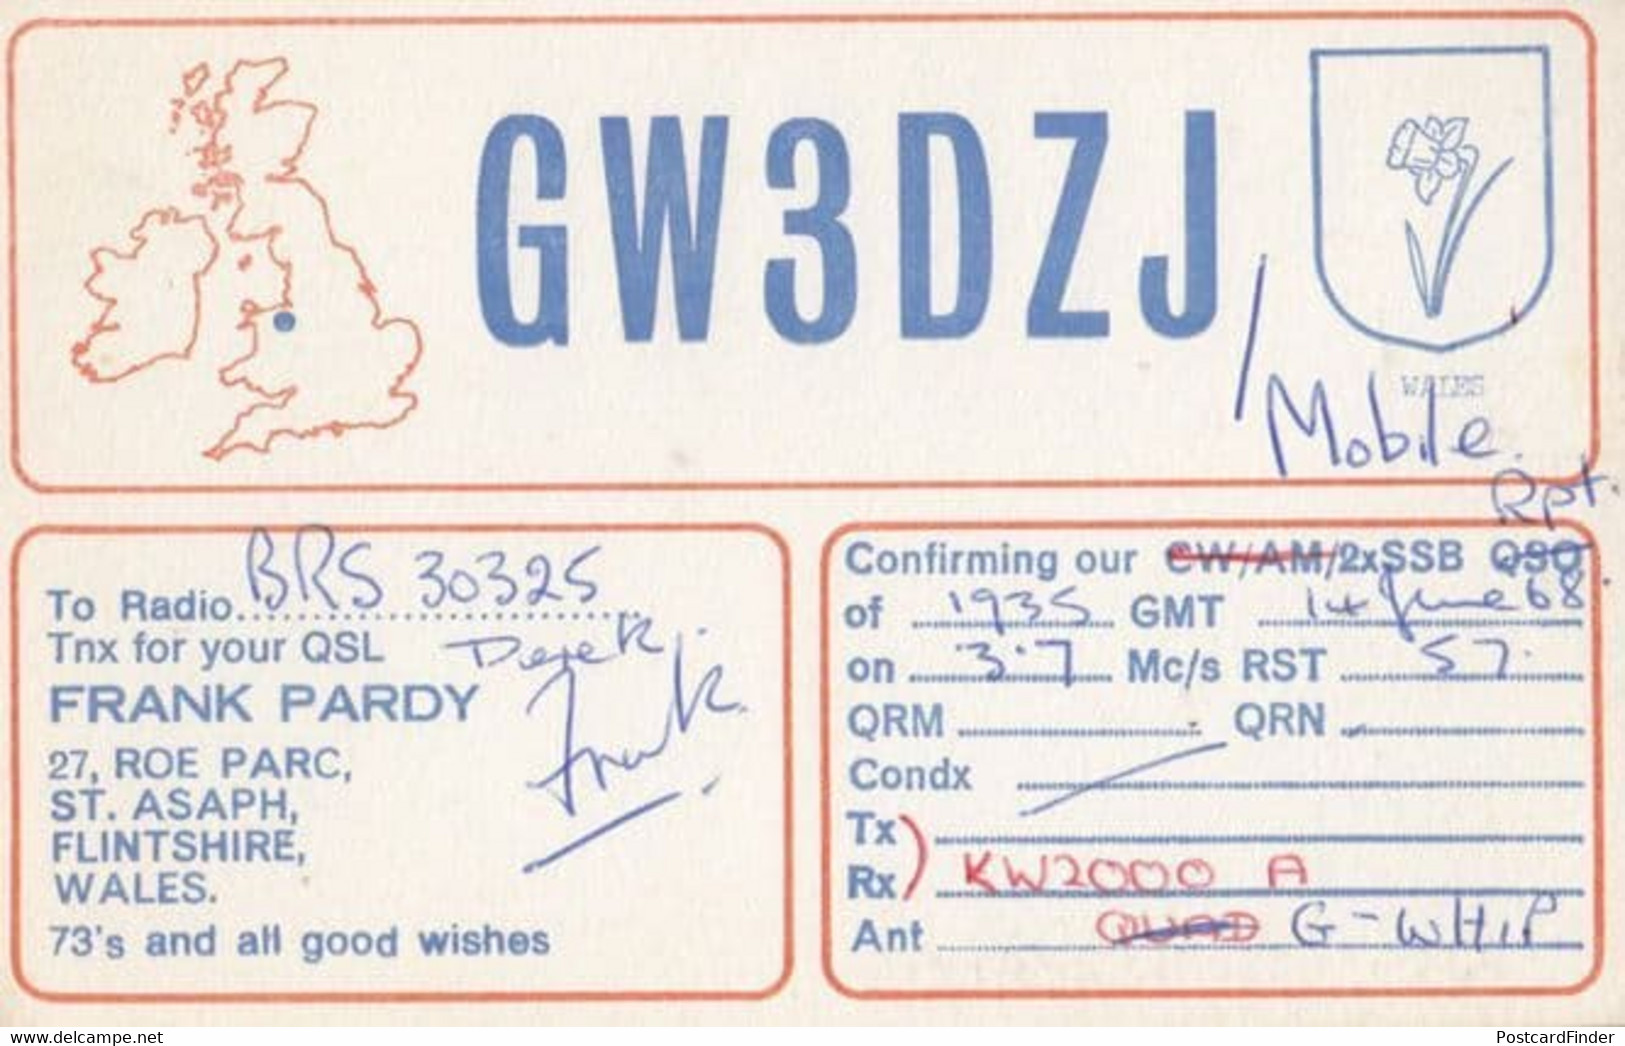 GW3DZJ/Mobile
WALES
To Radio BRS 30325
Tnx for your QSL Derek.
FRANK PARDY
Frank.
27, ROE PARC,
ST. ASAPH,
FLINTSHIRE,
WALES.
73's and all good wishes
Rpt.
Confirming our CW/AM/2xSSB QSO
of 1935 GMT 14 June 68.
on 3.7 Mc/s RST 57.
QRM QRN
Condx
Tx
Rx KW2000 A
Ant QUAD G-WHIP
delcampe.net
PostcardFinder